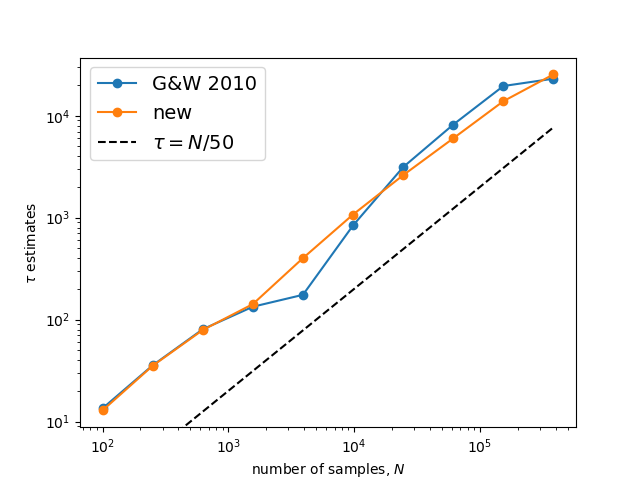 G&W 2010
new
τ = N/50
10⁴
10³
10²
10¹
τ estimates
10²
10³
10⁴
10⁵
number of samples, N